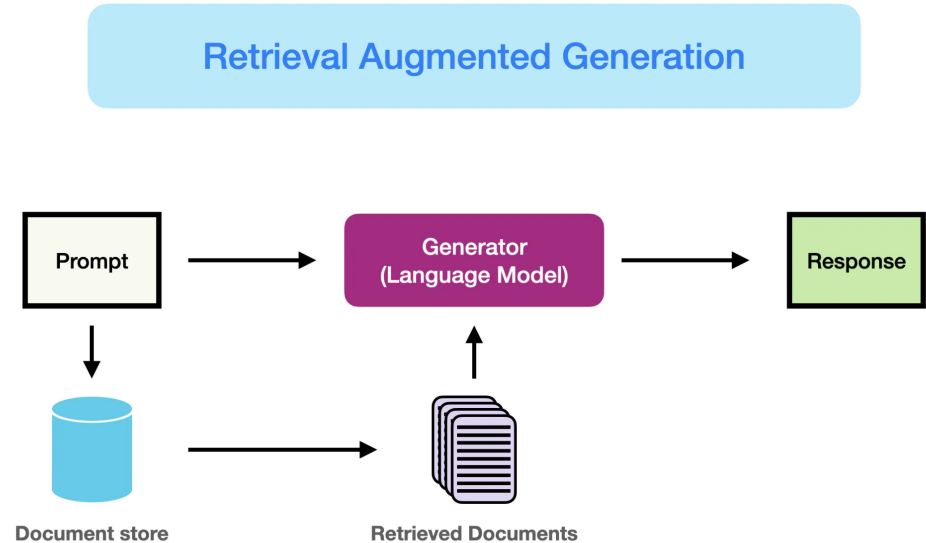 Retrieval Augmented Generation
Prompt
Generator
(Language Model)
Response
Document store
Retrieved Documents